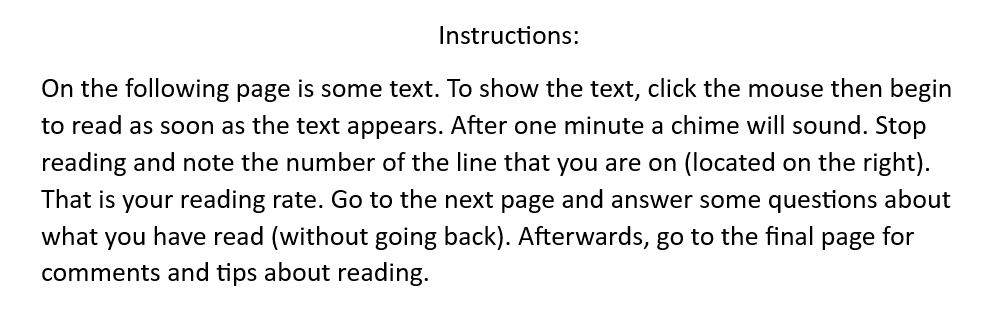 Instructions:
On the following page is some text. To show the text, click the mouse then begin
to read as soon as the text appears. After one minute a chime will sound. Stop
reading and note the number of the line that you are on (located on the right).
That is your reading rate. Go to the next page and answer some questions about
what you have read (without going back). Afterwards, go to the final page for
comments and tips about reading.